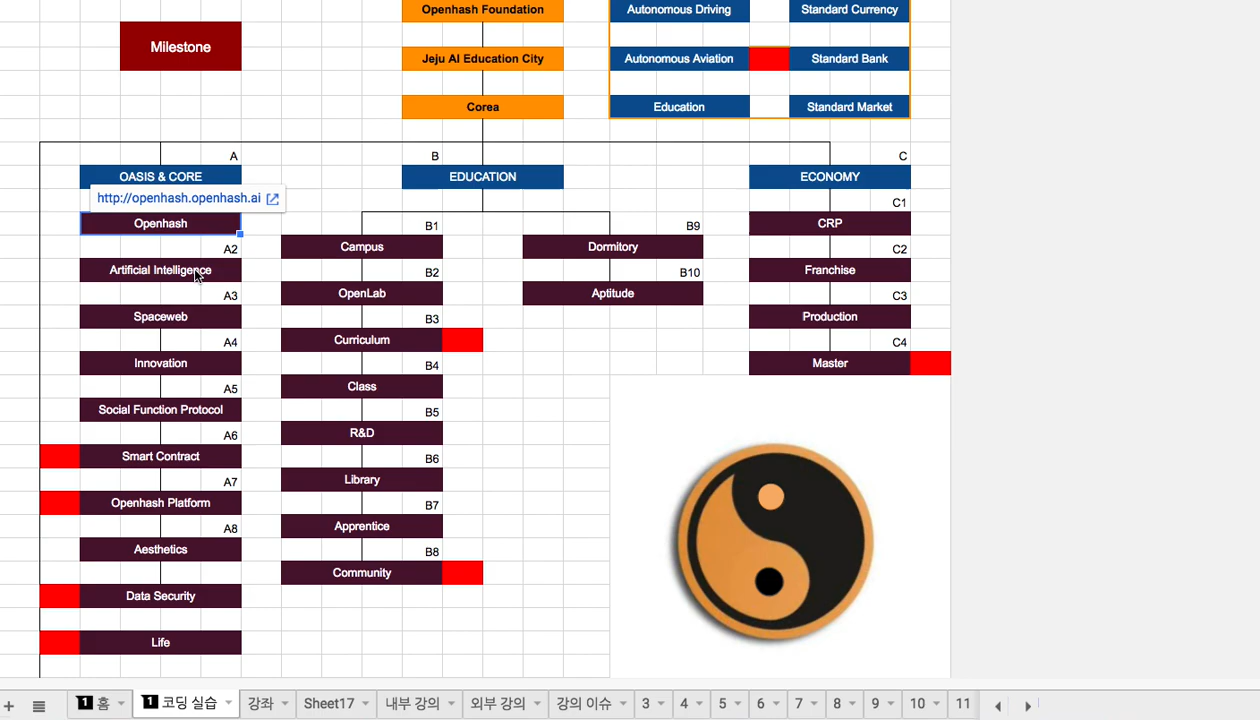 Openhash Foundation
Autonomous Driving
Standard Currency
Milestone
Jeju AI Education City
Autonomous Aviation
Standard Bank
Corea
Education
Standard Market
A
B
C
OASIS & CORE
EDUCATION
ECONOMY
http://openhash.openhash.ai
C1
Openhash
B1
B9
CRP
A2
Campus
Dormitory
C2
Artificial Intelligence
B2
B10
Franchise
A3
OpenLab
Aptitude
C3
Spaceweb
B3
Production
A4
Curriculum
C4
Innovation
B4
Master
A5
Class
Social Function Protocol
B5
A6
R&D
Smart Contract
B6
A7
Library
Openhash Platform
B7
A8
Apprentice
Aesthetics
B8
Community
Data Security
Life
1 홈
1 코딩 실습
강좌
Sheet17
내부 강의
외부 강의
강의 이슈
3
4
5
6
7
8
9
10
11